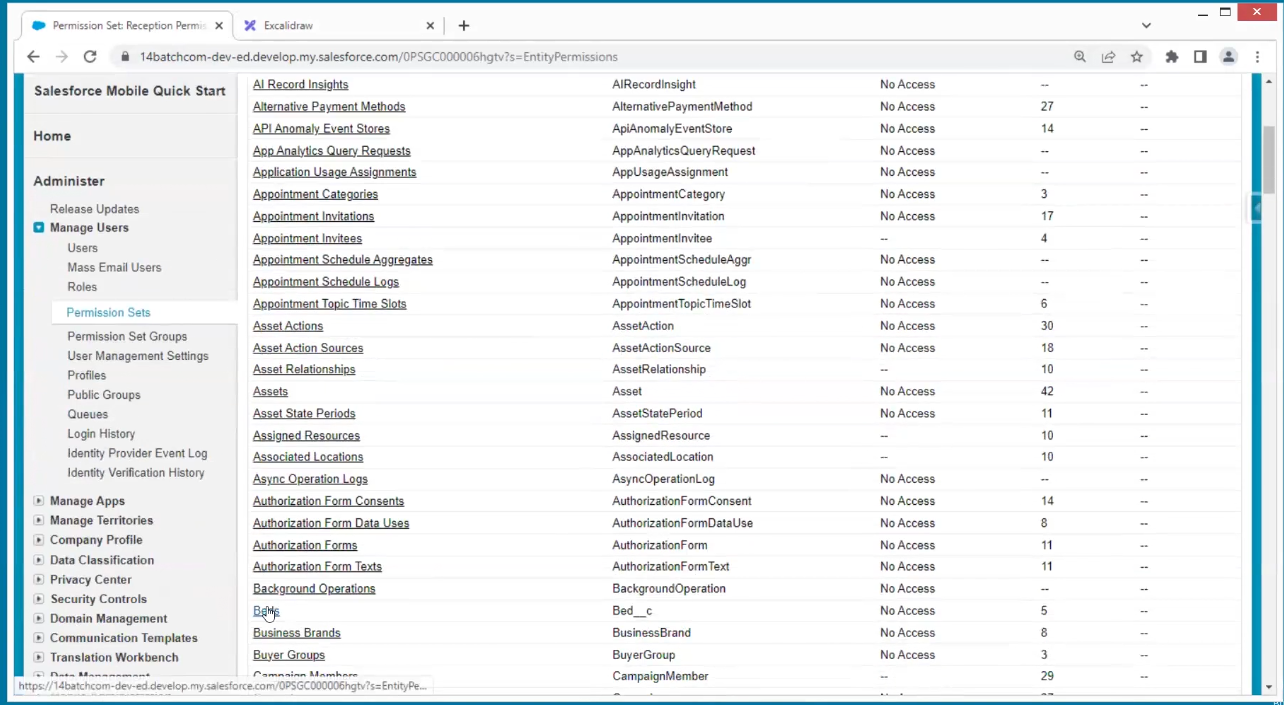 Permission Set: Reception Permis
Excalidraw
14batchcom-dev-ed.develop.my.salesforce.com/0PSGC000006hgtv?s=EntityPermissions
Salesforce Mobile Quick Start
Home
Administer
Release Updates
Manage Users
Users
Mass Email Users
Roles
Permission Sets
Permission Set Groups
User Management Settings
Profiles
Public Groups
Queues
Login History
Identity Provider Event Log
Identity Verification History
Manage Apps
Manage Territories
Company Profile
Data Classification
Privacy Center
Security Controls
Domain Management
Communication Templates
Translation Workbench
Data Management
AI Record Insights AIRecordInsight No Access -- --
Alternative Payment Methods AlternativePaymentMethod No Access 27 --
API Anomaly Event Stores ApiAnomalyEventStore No Access 14 --
App Analytics Query Requests AppAnalyticsQueryRequest No Access -- --
Application Usage Assignments AppUsageAssignment No Access -- --
Appointment Categories AppointmentCategory No Access 3 --
Appointment Invitations AppointmentInvitation No Access 17 --
Appointment Invitees AppointmentInvitee -- 4 --
Appointment Schedule Aggregates AppointmentScheduleAggr No Access -- --
Appointment Schedule Logs AppointmentScheduleLog No Access -- --
Appointment Topic Time Slots AppointmentTopicTimeSlot No Access 6 --
Asset Actions AssetAction No Access 30 --
Asset Action Sources AssetActionSource No Access 18 --
Asset Relationships AssetRelationship -- 10 --
Assets Asset No Access 42 --
Asset State Periods AssetStatePeriod No Access 11 --
Assigned Resources AssignedResource -- 10 --
Associated Locations AssociatedLocation -- 10 --
Async Operation Logs AsyncOperationLog No Access -- --
Authorization Form Consents AuthorizationFormConsent No Access 14 --
Authorization Form Data Uses AuthorizationFormDataUse No Access 8 --
Authorization Forms AuthorizationForm No Access 11 --
Authorization Form Texts AuthorizationFormText No Access 11 --
Background Operations BackgroundOperation No Access -- --
Beds Bed__c No Access 5 --
Business Brands BusinessBrand No Access 8 --
Buyer Groups BuyerGroup No Access 3 --
Campaign Members CampaignMember -- 29 --
https://14batchcom-dev-ed.develop.my.salesforce.com/0PSGC000006hgtv?s=EntityPe...